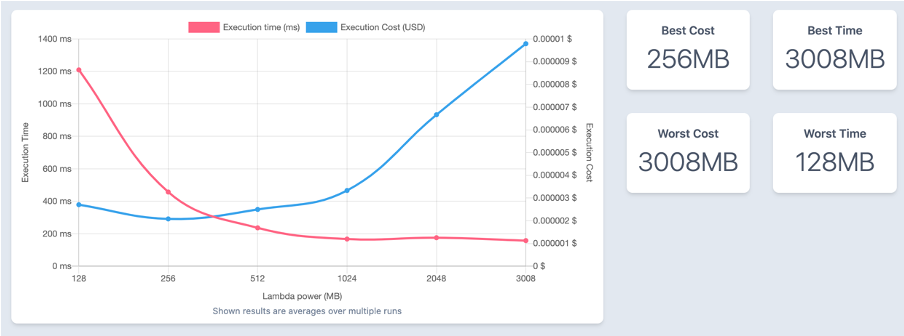 Execution time (ms) Execution Cost (USD)
1400 ms
1200 ms
1000 ms
800 ms
600 ms
400 ms
200 ms
0 ms
Execution Time
0.00001 $
0.000009 $
0.000008 $
0.000007 $
0.000006 $
0.000005 $
0.000004 $
0.000003 $
0.000002 $
0.000001 $
0 $
Execution Cost
128 256 512 1024 2048 3008
Lambda power (MB)
Shown results are averages over multiple runs
Best Cost
256MB
Best Time
3008MB
Worst Cost
3008MB
Worst Time
128MB